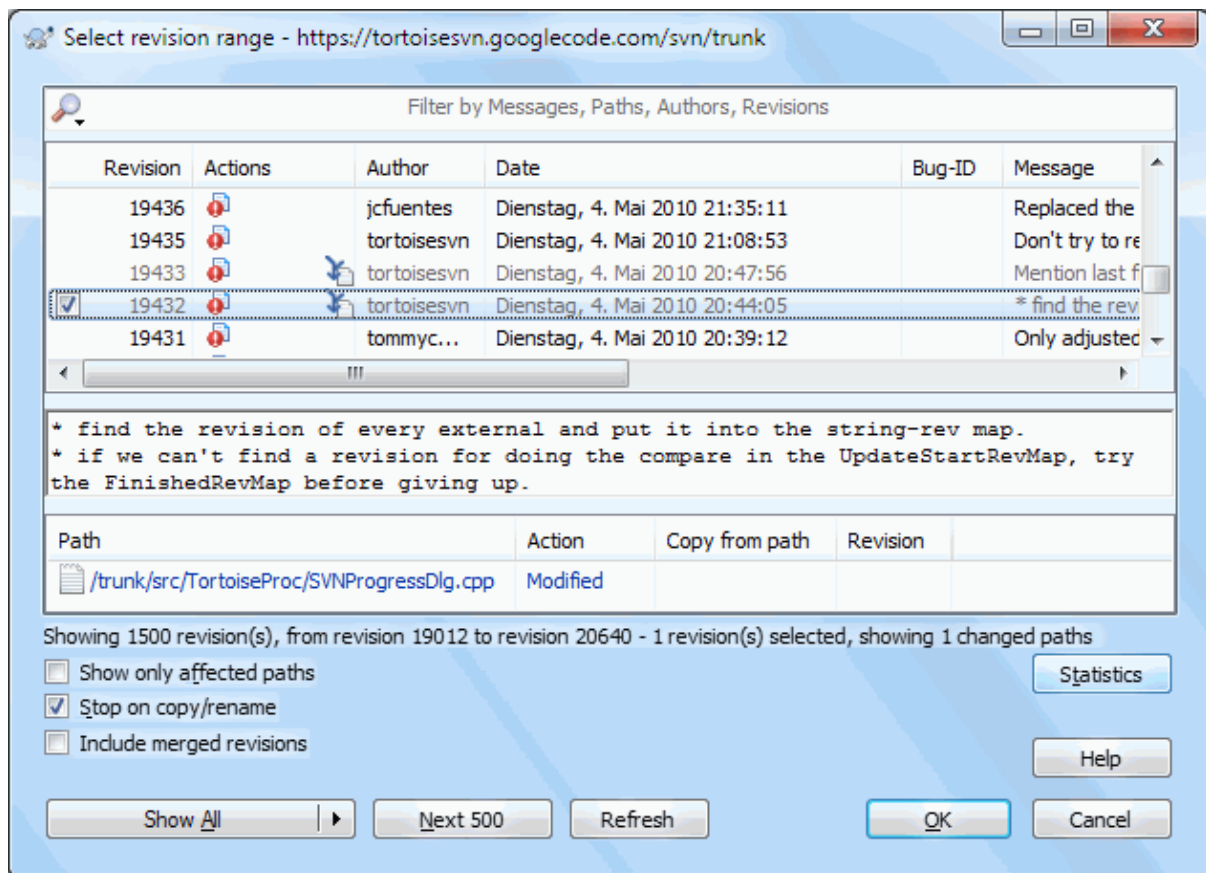 Select revision range - https://tortoisesvn.googlecode.com/svn/trunk
Filter by Messages, Paths, Authors, Revisions
Revision Actions Author Date Bug-ID Message
19436 jcfuentes Dienstag, 4. Mai 2010 21:35:11 Replaced the
19435 tortoisesvn Dienstag, 4. Mai 2010 21:08:53 Don't try to re
19433 tortoisesvn Dienstag, 4. Mai 2010 20:47:56 Mention last f
19432 tortoisesvn Dienstag, 4. Mai 2010 20:44:05 * find the rev
19431 tommyc... Dienstag, 4. Mai 2010 20:39:12 Only adjusted
* find the revision of every external and put it into the string-rev map.
* if we can't find a revision for doing the compare in the UpdateStartRevMap, try
the FinishedRevMap before giving up.
Path Action Copy from path Revision
/trunk/src/TortoiseProc/SVNProgressDlg.cpp Modified
Showing 1500 revision(s), from revision 19012 to revision 20640 - 1 revision(s) selected, showing 1 changed paths
Show only affected paths
Statistics
Stop on copy/rename
Include merged revisions
Help
Show All Next 500 Refresh OK Cancel